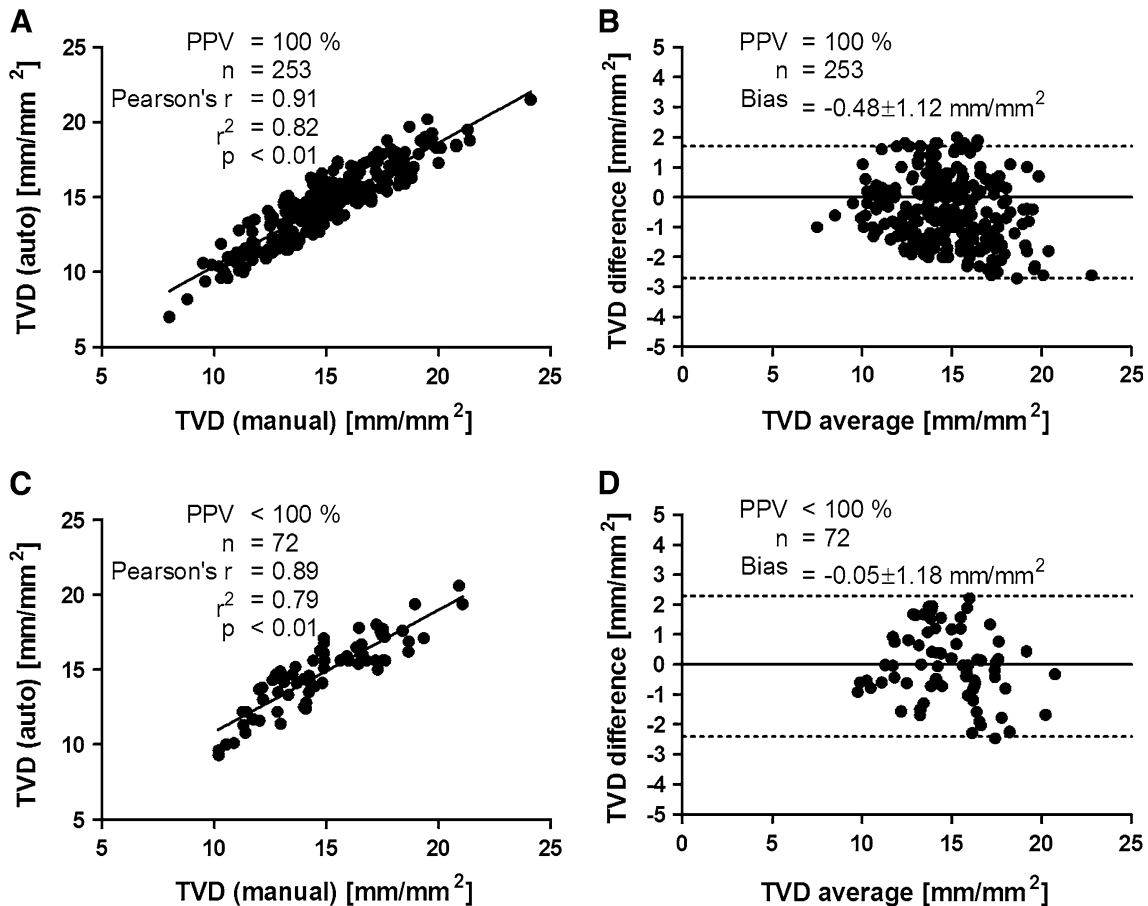 A
PPV = 100 %
n = 253
Pearson's r = 0.91
r² = 0.82
p < 0.01
TVD (auto) [mm/mm²]
25
20
15
10
5
5 10 15 20 25
TVD (manual) [mm/mm²]
B
PPV = 100 %
n = 253
Bias = -0.48±1.12 mm/mm²
TVD difference [mm/mm²]
5
4
3
2
1
0
-1
-2
-3
-4
-5
0 5 10 15 20 25
TVD average [mm/mm²]
C
PPV < 100 %
n = 72
Pearson's r = 0.89
r² = 0.79
p < 0.01
TVD (auto) [mm/mm²]
25
20
15
10
5
5 10 15 20 25
TVD (manual) [mm/mm²]
D
PPV < 100 %
n = 72
Bias = -0.05±1.18 mm/mm²
TVD difference [mm/mm²]
5
4
3
2
1
0
-1
-2
-3
-4
-5
0 5 10 15 20 25
TVD average [mm/mm²]